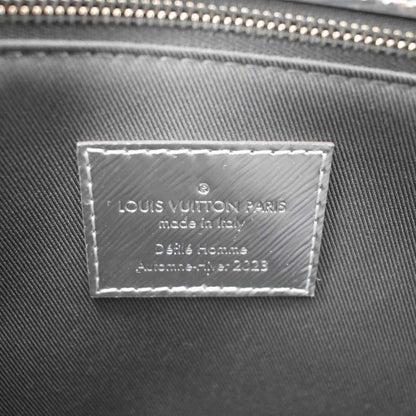 ®
LOUIS VUITTON PARIS
made in Italy
Défilé Homme
Automne-Hiver 2023